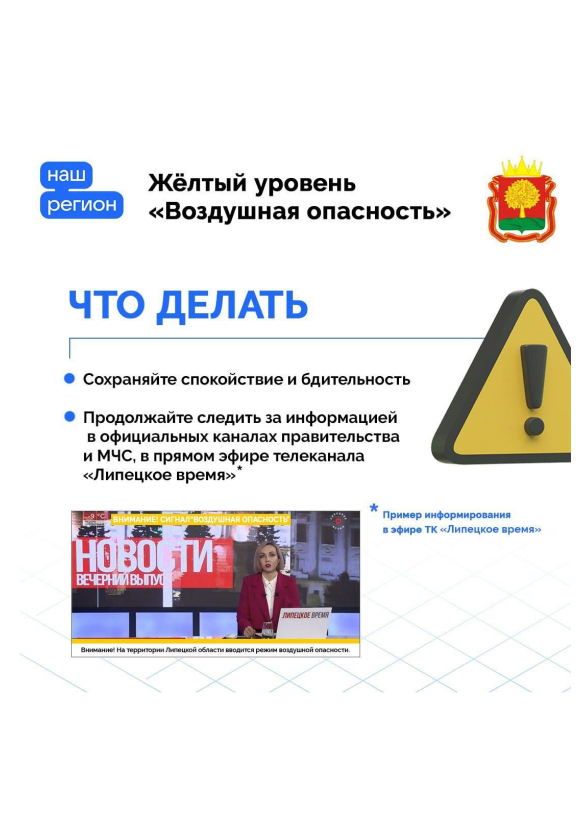 наш
регион
Жёлтый уровень
«Воздушная опасность»
ЧТО ДЕЛАТЬ
Сохраняйте спокойствие и бдительность
Продолжайте следить за информацией
в официальных каналах правительства
и МЧС, в прямом эфире телеканала
«Липецкое время»*
* Пример информирования
в эфире ТК «Липецкое время»
ВНИМАНИЕ! СИГНАЛ "ВОЗДУШНАЯ ОПАСНОСТЬ"
НОВОСТИ
ВЕЧЕРНИЙ ВЫПУСК
ЛИПЕЦКОЕ ВРЕМЯ
Внимание! На территории Липецкой области вводится режим воздушной опасности.